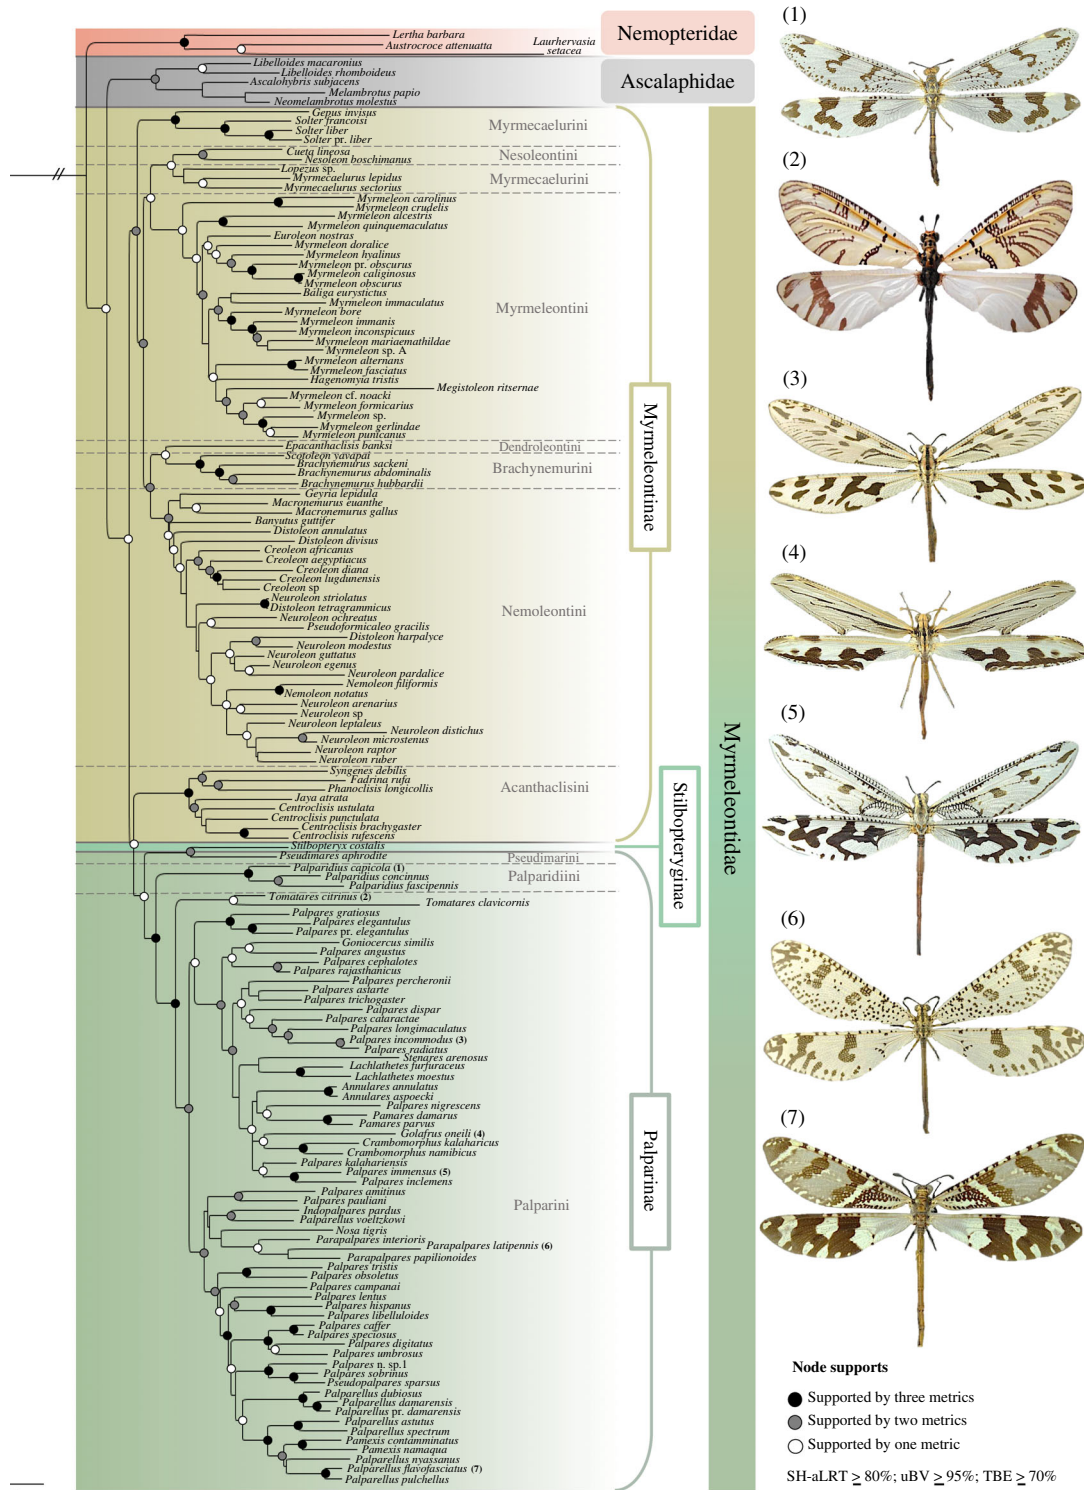 Nemopteridae
Lertha barbara
Austrocroce attenuatta
Laurhervasia
setacea
Ascalaphidae
Libelloides macaronius
Libelloides rhomboideus
Ascalohybris subjacens
Melambrotus papio
Neomelambrotus molestus
Gepus invisus
Solter francoisi
Solter liber
Solter pr. liber
Myrmecaelurini
Cueta lineosa
Nesoleon boschimanus
Nesoleontini
Lopezus sp.
Myrmecaelurus lepidus
Myrmecaelurus sectorius
Myrmecaelurini
Myrmeleon carolinus
Myrmeleon crudelis
Myrmeleon alcestris
Myrmeleon quinquemaculatus
Euroleon nostras
Myrmeleon doralice
Myrmeleon hyalinus
Myrmeleon pr. obscurus
Myrmeleon caliginosus
Myrmeleon obscurus
Baliga eurystictus
Myrmeleon immaculatus
Myrmeleon bore
Myrmeleon immanis
Myrmeleon inconspicuus
Myrmeleon mariaemathildae
Myrmeleon sp. A
Myrmeleon alternans
Myrmeleon fasciatus
Hagenomyia tristis
Megistoleon ritsernae
Myrmeleon cf. noacki
Myrmeleon formicarius
Myrmeleon sp.
Myrmeleon gerlindae
Myrmeleon punicanus
Myrmeleontini
Epacanthaclisis banksi
Dendroleontini
Scotoleon yavapai
Brachynemurus sackeni
Brachynemurus abdominalis
Brachynemurus hubbardii
Brachynemurini
Geyria lepidula
Macronemurus euanthe
Macronemurus gallus
Banyutus guttifer
Distoleon annulatus
Distoleon divisus
Creoleon africanus
Creoleon aegyptiacus
Creoleon diana
Creoleon lugdunensis
Creoleon sp
Neuroleon striolatus
Distoleon tetragrammicus
Neuroleon ochreatus
Pseudoformicaleo gracilis
Distoleon harpalyce
Neuroleon modestus
Neuroleon guttatus
Neuroleon egenus
Neuroleon pardalice
Nemoleon filiformis
Nemoleon notatus
Neuroleon arenarius
Neuroleon sp
Neuroleon leptaleus
Neuroleon distichus
Neuroleon microstenus
Neuroleon raptor
Neuroleon ruber
Nemoleontini
Syngenes debilis
Fadrina rufa
Phanoclisis longicollis
Jaya atrata
Centroclisis ustulata
Centroclisis punctulata
Centroclisis brachygaster
Centroclisis rufescens
Acanthaclisini
Stilbopteryx costalis
Pseudimares aphrodite
Pseudimarini
Palparidius capicola (1)
Palparidius concinnus
Palparidius fascipennis
Palparidiini
Tomatares citrinus (2)
Tomatares clavicornis
Palpares gratiosus
Palpares elegantulus
Palpares pr. elegantulus
Goniocercus similis
Palpares angustus
Palpares cephalotes
Palpares rajasthanicus
Palpares percheronii
Palpares astarte
Palpares trichogaster
Palpares dispar
Palpares cataractae
Palpares longimaculatus
Palpares incommodus (3)
Palpares radiatus
Stenares arenosus
Lachlathetes furfuraceus
Lachlathetes moestus
Annulares annulatus
Annulares aspoecki
Palpares nigrescens
Pamares damarus
Pamares parvus
Golafrus oneili (4)
Crambomorphus kalaharicus
Crambomorphus namibicus
Palpares kalahariensis
Palpares immensus (5)
Palpares inclemens
Palpares amitinus
Palpares pauliani
Indopalpares pardus
Palparellus voeltzkowi
Nosa tigris
Parapalpares interioris
Parapalpares latipennis (6)
Parapalpares papilionoides
Palpares tristis
Palpares obsoletus
Palpares campanai
Palpares lentus
Palpares hispanus
Palpares libelluloides
Palpares caffer
Palpares speciosus
Palpares digitatus
Palpares umbrosus
Palpares n. sp.1
Palpares sobrinus
Pseudopalpares sparsus
Palparellus dubiosus
Palparellus damarensis
Palparellus pr. damarensis
Palparellus astutus
Palparellus spectrum
Pamexis contamminatus
Pamexis namaqua
Palparellus nyassanus
Palparellus flavofasciatus (7)
Palparellus pulchellus
Palparini
Myrmeleontinae
Stilbopteryginae
Palparinae
Myrmeleontidae
(1)
(2)
(3)
(4)
(5)
(6)
(7)
Node supports
Supported by three metrics
Supported by two metrics
Supported by one metric
SH-aLRT ≥ 80%; uBV ≥ 95%; TBE ≥ 70%